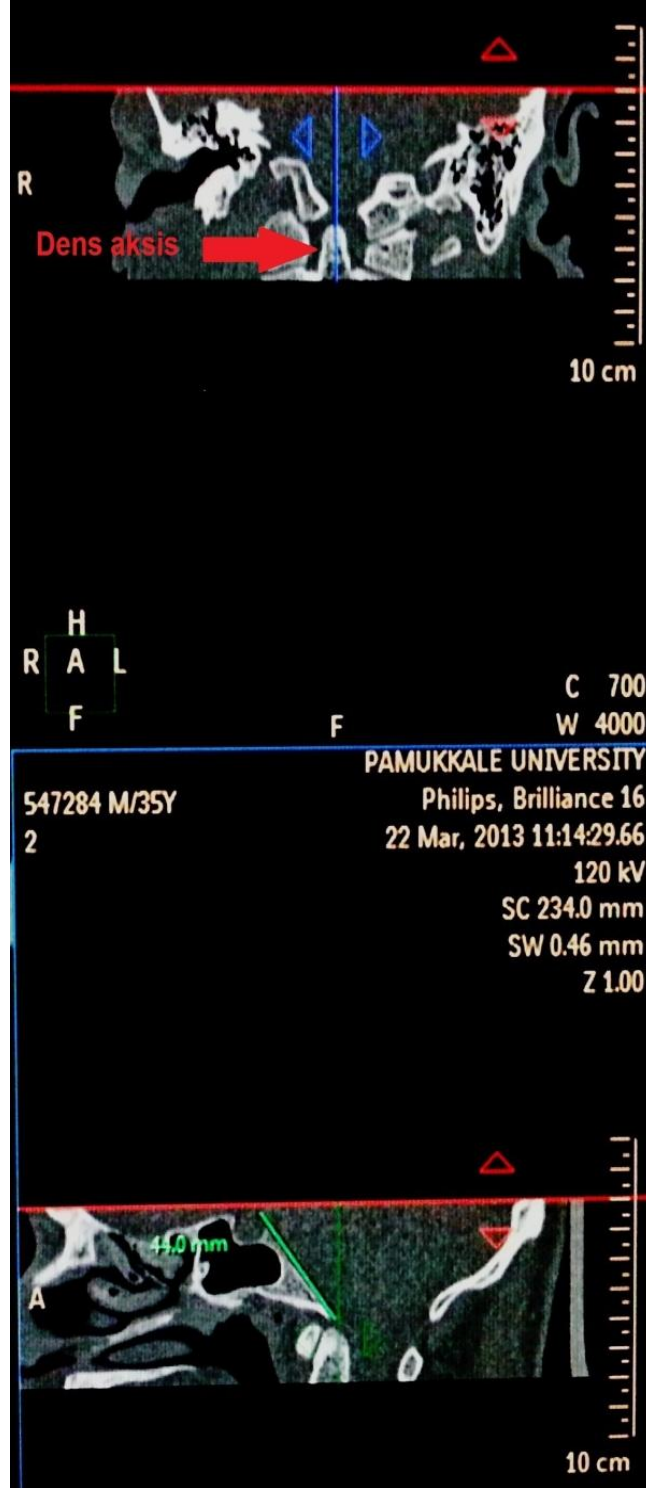 R
Dens aksis
10 cm
H
R A L
F
F
C 700
W 4000
PAMUKKALE UNIVERSITY
547284 M/35Y
Philips, Brilliance 16
2
22 Mar, 2013 11:14:29.66
120 kV
SC 234.0 mm
SW 0.46 mm
Z 1.00
44.0 mm
A
10 cm